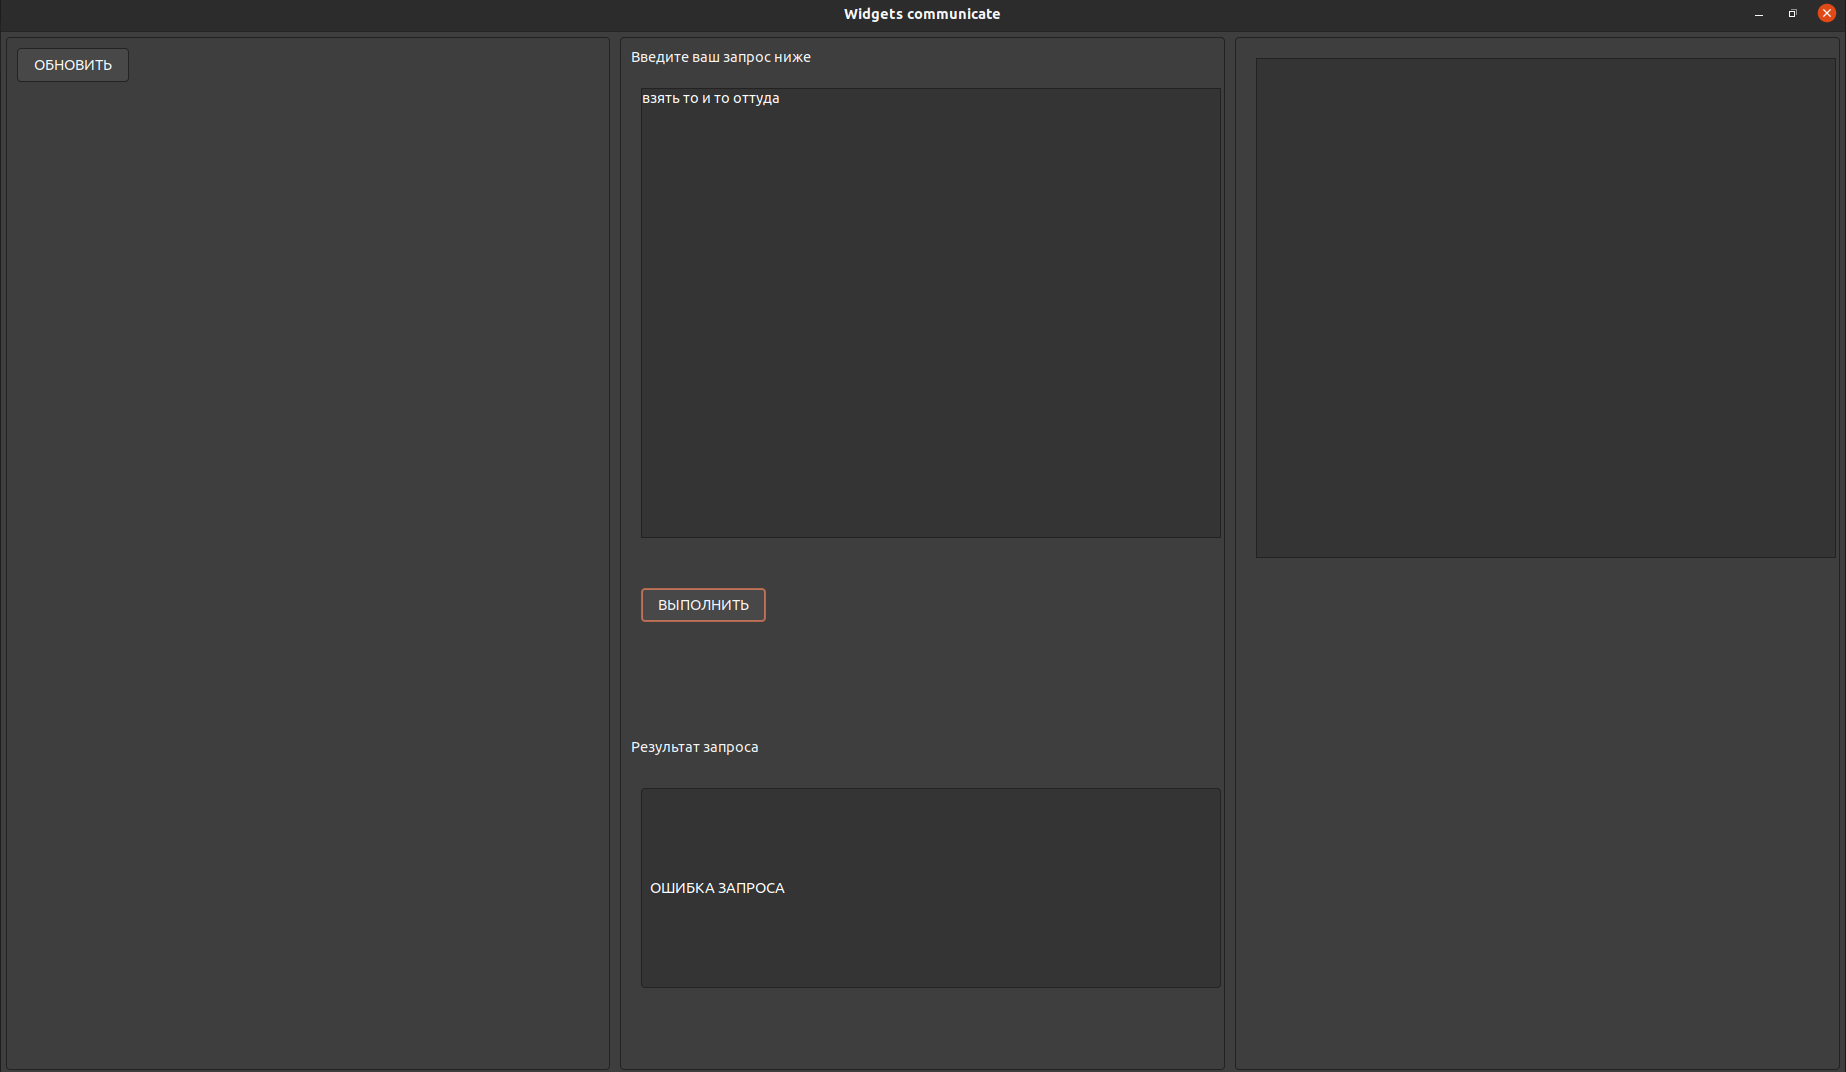 Widgets communicate
ОБНОВИТЬ
Введите ваш запрос ниже
взять то и то оттуда
ВЫПОЛНИТЬ
Результат запроса
ОШИБКА ЗАПРОСА